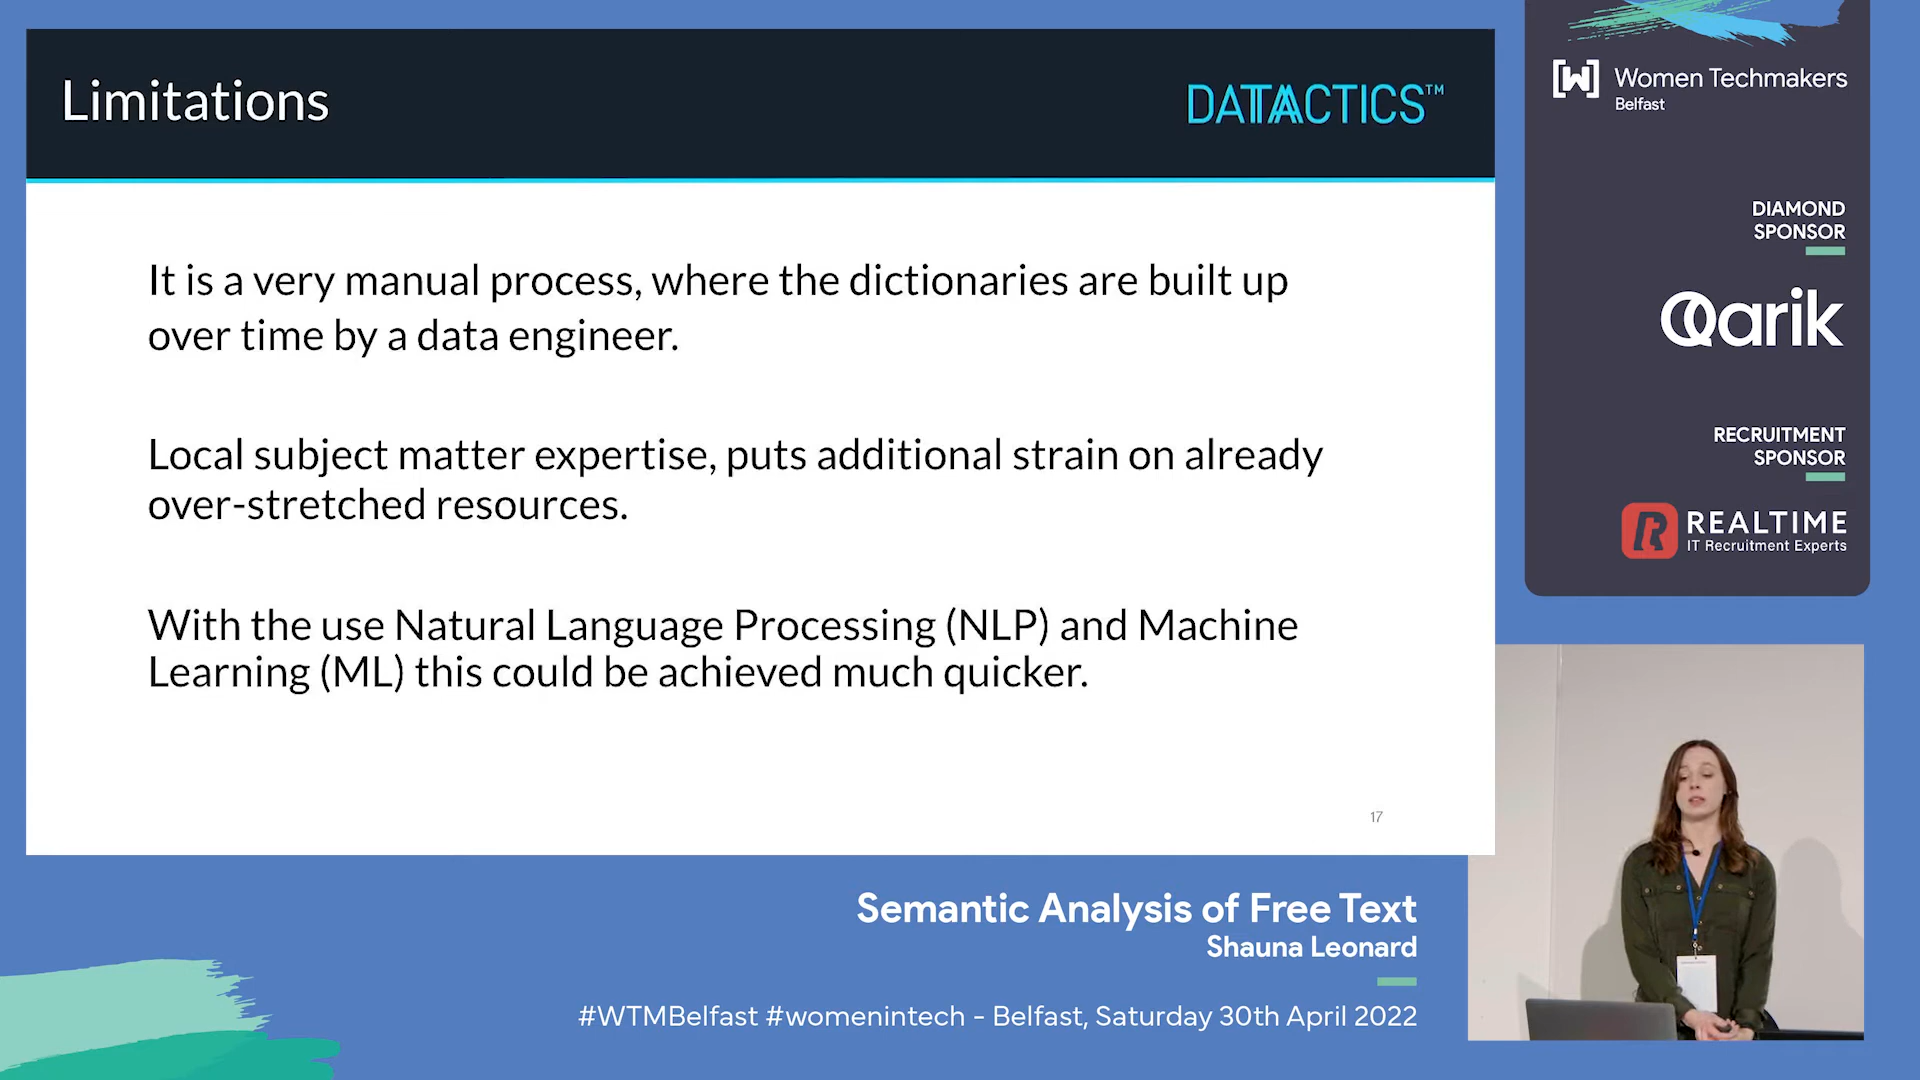 Limitations
DATACTICS™
It is a very manual process, where the dictionaries are built up
over time by a data engineer.
Local subject matter expertise, puts additional strain on already
over-stretched resources.
With the use Natural Language Processing (NLP) and Machine
Learning (ML) this could be achieved much quicker.
17
Women Techmakers
Belfast
DIAMOND
SPONSOR
Qarik
RECRUITMENT
SPONSOR
REALTIME
IT Recruitment Experts
Semantic Analysis of Free Text
Shauna Leonard
#WTMBelfast #womenintech - Belfast, Saturday 30th April 2022